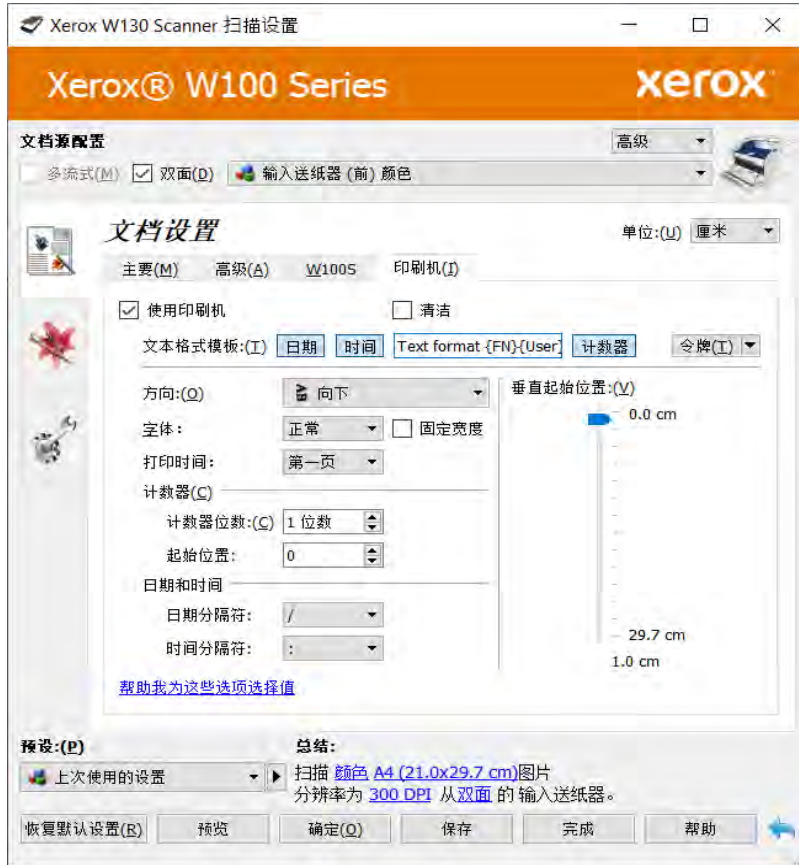 Xerox W130 Scanner 扫描设置
Xerox® W100 Series xerox
文档源配置 高级
多流式(M) 双面(D) 输入送纸器 (前) 颜色
文档设置 单位:(U) 厘米
主要(M) 高级(A) W100S 印刷机(I)
使用印刷机 清洁
文本格式模板:(T) 日期 时间 Text format {FN}{User} 计数器 令牌(T)
方向:(O) 向下 垂直起始位置:(V)
0.0 cm
字体: 正常 固定宽度
打印时间: 第一页
计数器(C)
计数器位数:(C) 1 位数
起始位置: 0
日期和时间
日期分隔符: /
29.7 cm
时间分隔符: :
1.0 cm
帮助我为这些选项选择值
预设:(P) 总结:
上次使用的设置 扫描 颜色 A4 (21.0x29.7 cm)图片
分辨率为 300 DPI 从双面 的 输入送纸器。
恢复默认设置(R) 预览 确定(O) 保存 完成 帮助